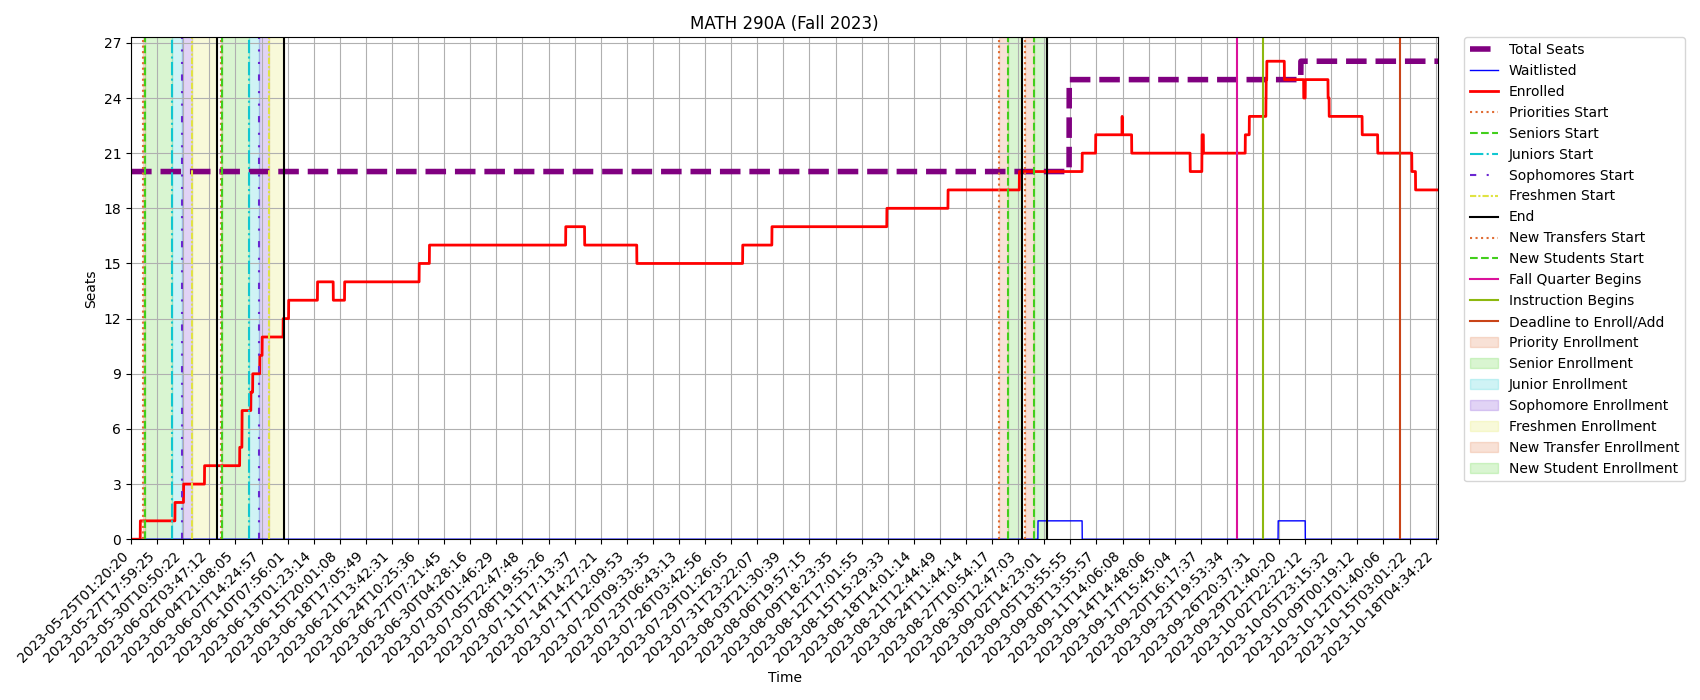 MATH 290A (Fall 2023)
27
24
21
18
15
12
9
6
3
0
Seats
2023-05-25T01:20:20
2023-05-27T17:59:25
2023-05-30T10:50:22
2023-06-02T03:47:12
2023-06-04T21:08:05
2023-06-07T14:24:57
2023-06-10T07:56:01
2023-06-13T01:23:14
2023-06-15T20:01:08
2023-06-18T17:05:49
2023-06-21T13:42:31
2023-06-24T10:25:36
2023-06-27T07:21:45
2023-06-30T04:28:16
2023-07-03T01:46:29
2023-07-05T22:47:48
2023-07-08T19:55:26
2023-07-11T17:13:37
2023-07-14T14:27:21
2023-07-17T12:09:53
2023-07-20T09:33:35
2023-07-23T06:43:13
2023-07-26T03:42:56
2023-07-29T01:26:05
2023-07-31T23:22:07
2023-08-03T21:30:39
2023-08-06T19:57:15
2023-08-09T18:23:35
2023-08-12T17:01:55
2023-08-15T15:29:33
2023-08-18T14:01:14
2023-08-21T12:44:49
2023-08-24T11:44:14
2023-08-27T10:54:17
2023-08-30T12:47:03
2023-09-02T14:23:01
2023-09-05T13:55:55
2023-09-08T13:55:57
2023-09-11T14:06:08
2023-09-14T14:48:06
2023-09-17T15:45:04
2023-09-20T16:17:37
2023-09-23T19:53:34
2023-09-26T20:37:31
2023-09-29T21:40:20
2023-10-02T22:22:12
2023-10-05T23:15:32
2023-10-09T00:19:12
2023-10-12T01:40:06
2023-10-15T03:01:22
2023-10-18T04:34:22
Time
Total Seats
Waitlisted
Enrolled
Priorities Start
Seniors Start
Juniors Start
Sophomores Start
Freshmen Start
End
New Transfers Start
New Students Start
Fall Quarter Begins
Instruction Begins
Deadline to Enroll/Add
Priority Enrollment
Senior Enrollment
Junior Enrollment
Sophomore Enrollment
Freshmen Enrollment
New Transfer Enrollment
New Student Enrollment